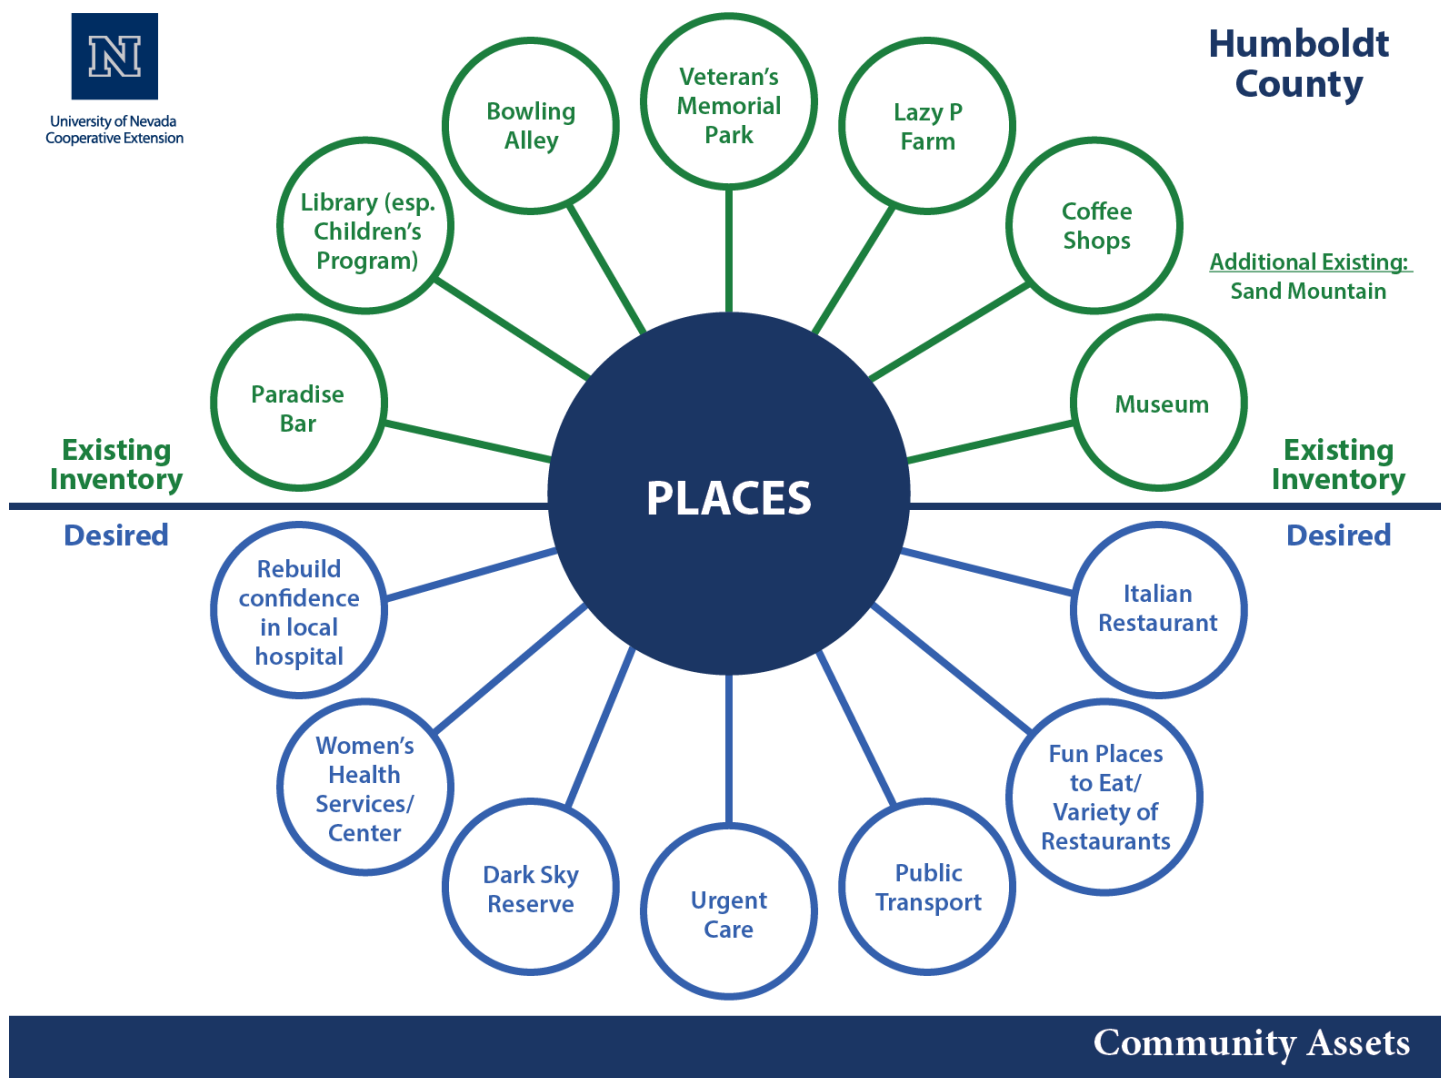 University of Nevada
Cooperative Extension
Humboldt
County
Veteran's
Memorial
Park
Bowling
Alley
Lazy P
Farm
Library (esp.
Children's
Program)
Coffee
Shops
Additional Existing:
Sand Mountain
Paradise
Bar
Museum
Existing
Inventory
Existing
Inventory
PLACES
Desired
Desired
Rebuild
confidence
in local
hospital
Italian
Restaurant
Women's
Health
Services/
Center
Fun Places
to Eat/
Variety of
Restaurants
Dark Sky
Reserve
Urgent
Care
Public
Transport
Community Assets